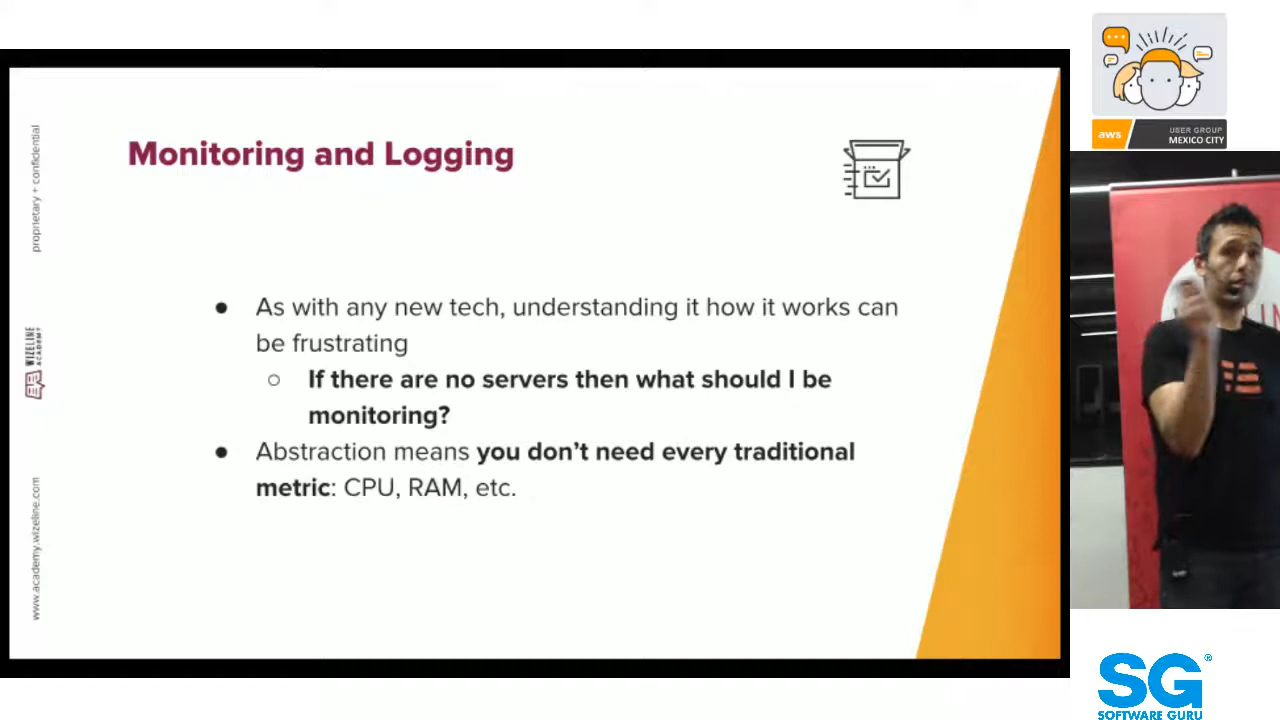 Monitoring and Logging
● As with any new tech, understanding it how it works can
be frustrating
○ If there are no servers then what should I be
monitoring?
● Abstraction means you don’t need every traditional
metric: CPU, RAM, etc.
proprietary + confidential
WIZELINE
ACADEMY
www.academy.wizeline.com
aws
USER GROUP
MEXICO CITY
SG®
SOFTWARE GURU